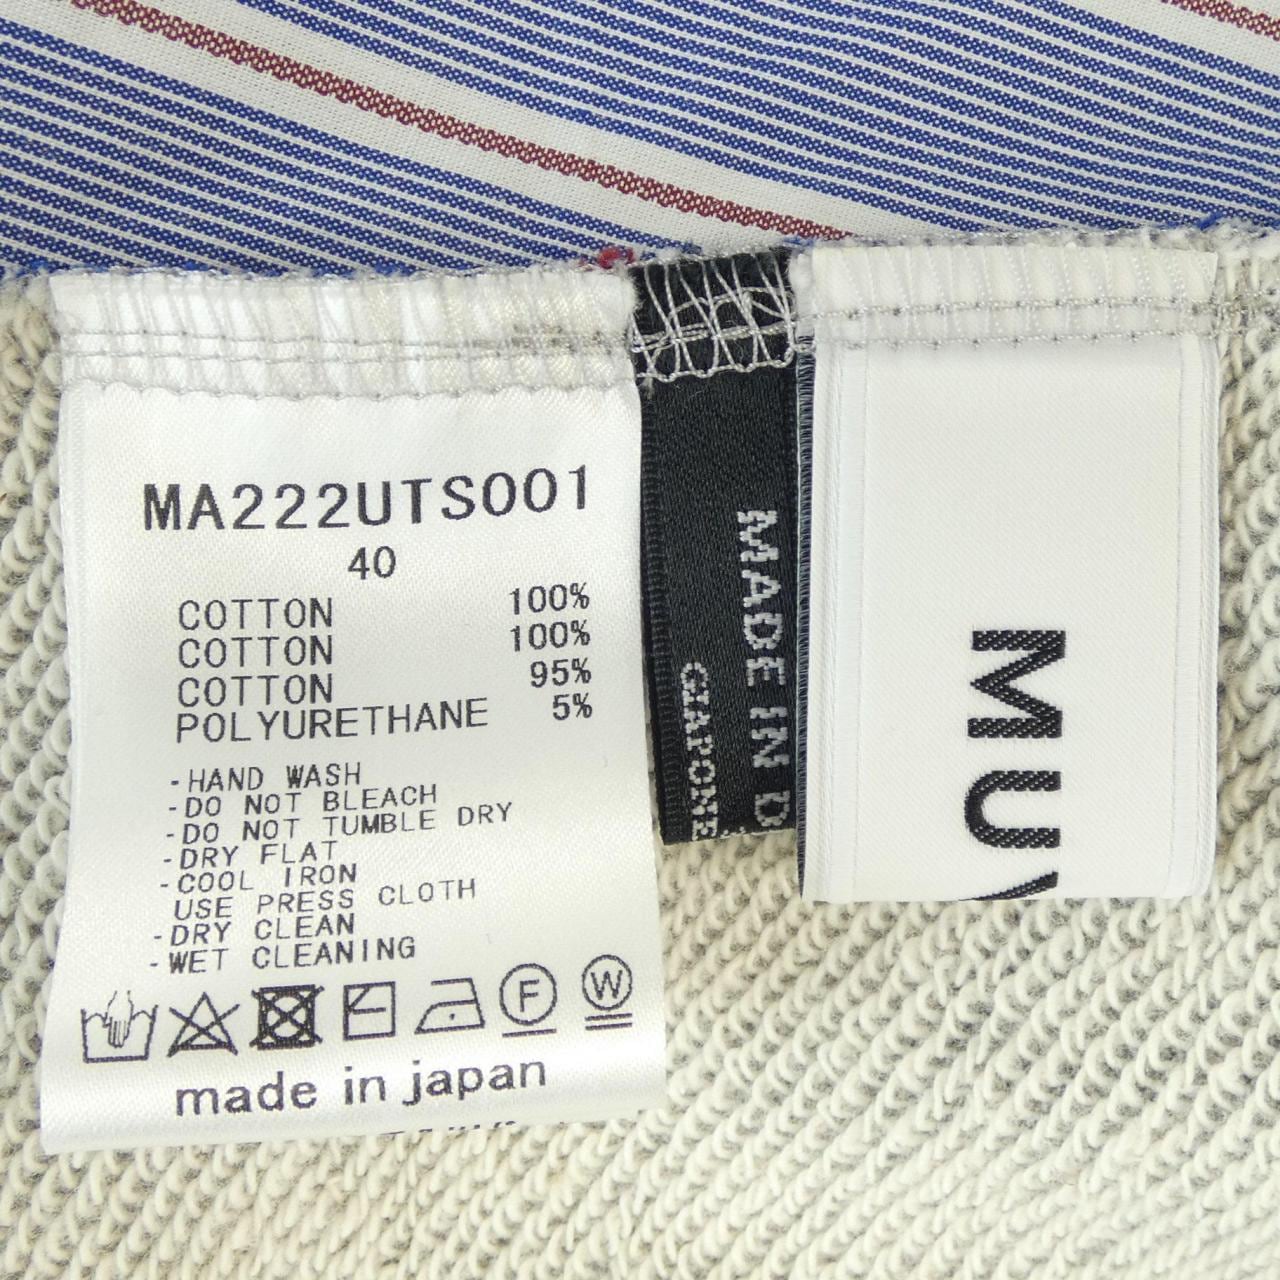 MA222UTS001
40
COTTON 100%
COTTON 100%
COTTON 95%
POLYURETHANE 5%
-HAND WASH
-DO NOT BLEACH
-DO NOT TUMBLE DRY
-DRY FLAT
-COOL IRON
USE PRESS CLOTH
-DRY CLEAN
-WET CLEANING
F
W
made in japan
MADE IN
MU